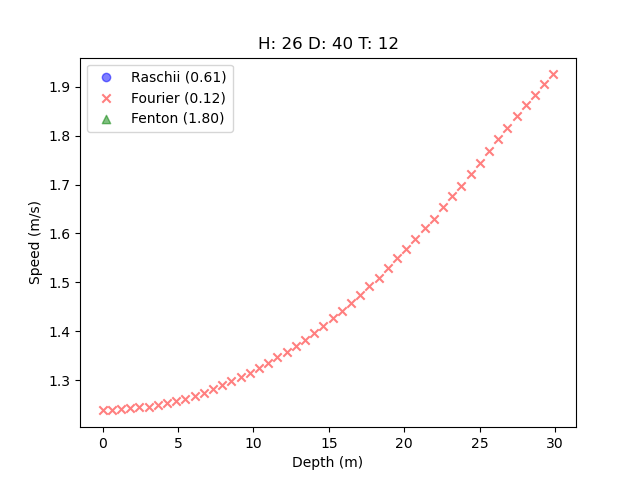 H: 26 D: 40 T: 12
Raschii (0.61)
Fourier (0.12)
Fenton (1.80)
1.9
1.8
1.7
1.6
1.5
1.4
1.3
Speed (m/s)
0 5 10 15 20 25 30
Depth (m)